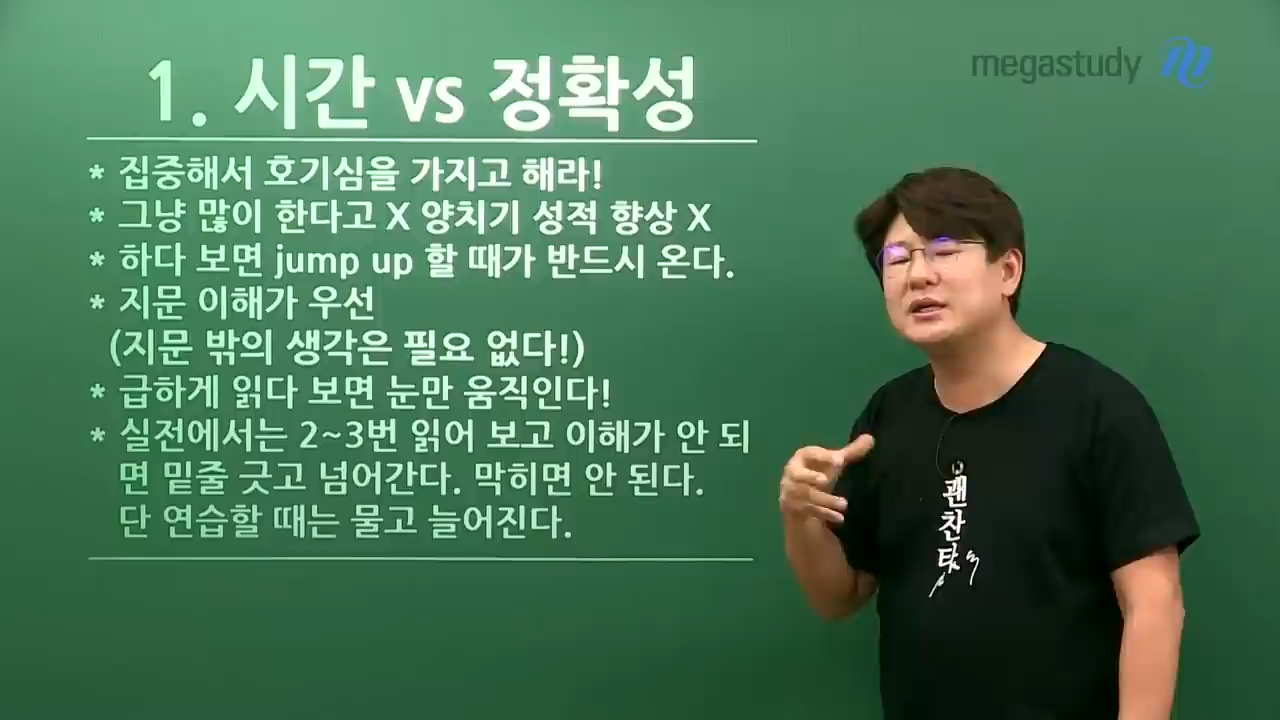 megastudy
1. 시간 vs 정확성
* 집중해서 호기심을 가지고 해라!
* 그냥 많이 한다고 X 양치기 성적 향상 X
* 하다 보면 jump up 할 때가 반드시 온다.
* 지문 이해가 우선
(지문 밖의 생각은 필요 없다!)
* 급하게 읽다 보면 눈만 움직인다!
* 실전에서는 2~3번 읽어 보고 이해가 안 되
면 밑줄 긋고 넘어간다. 막히면 안 된다.
단 연습할 때는 물고 늘어진다.
괜찬타